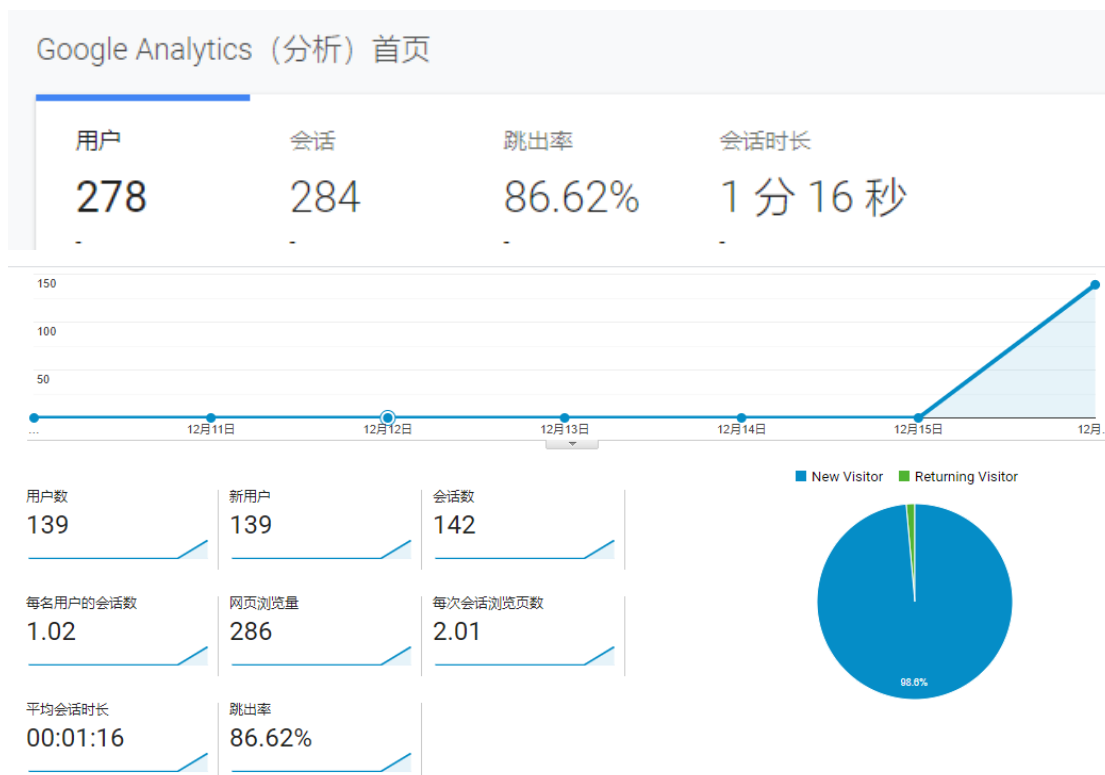 Google Analytics（分析）首页
用户 会话 跳出率 会话时长
278 284 86.62% 1 分 16 秒
- - - -
150
100
50
... 12月11日 12月12日 12月13日 12月14日 12月15日 12月...
New Visitor Returning Visitor
用户数 新用户 会话数
139 139 142
每名用户的会话数 网页浏览量 每次会话浏览页数
1.02 286 2.01
98.6%
平均会话时长 跳出率
00:01:16 86.62%